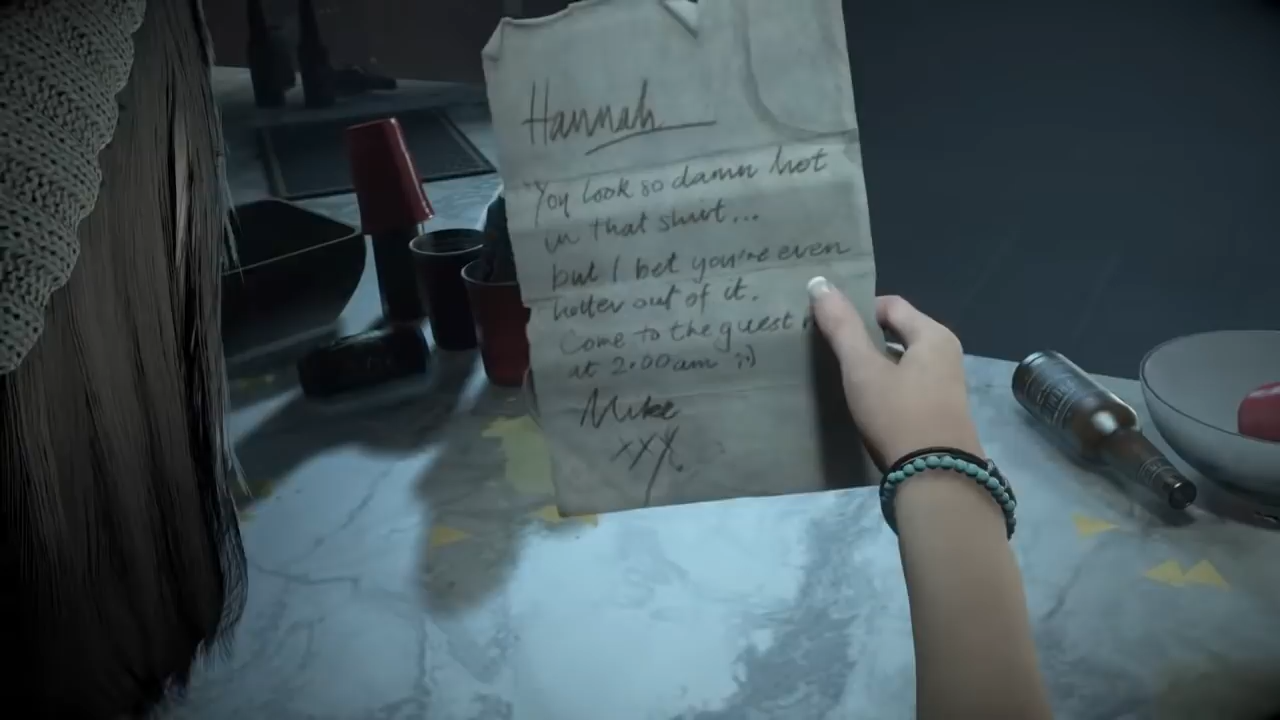 Hannah
You look so damn hot
in that shirt...
but I bet you're even
hotter out of it.
Come to the guest
at 2:00am ;)
Mike
xxx